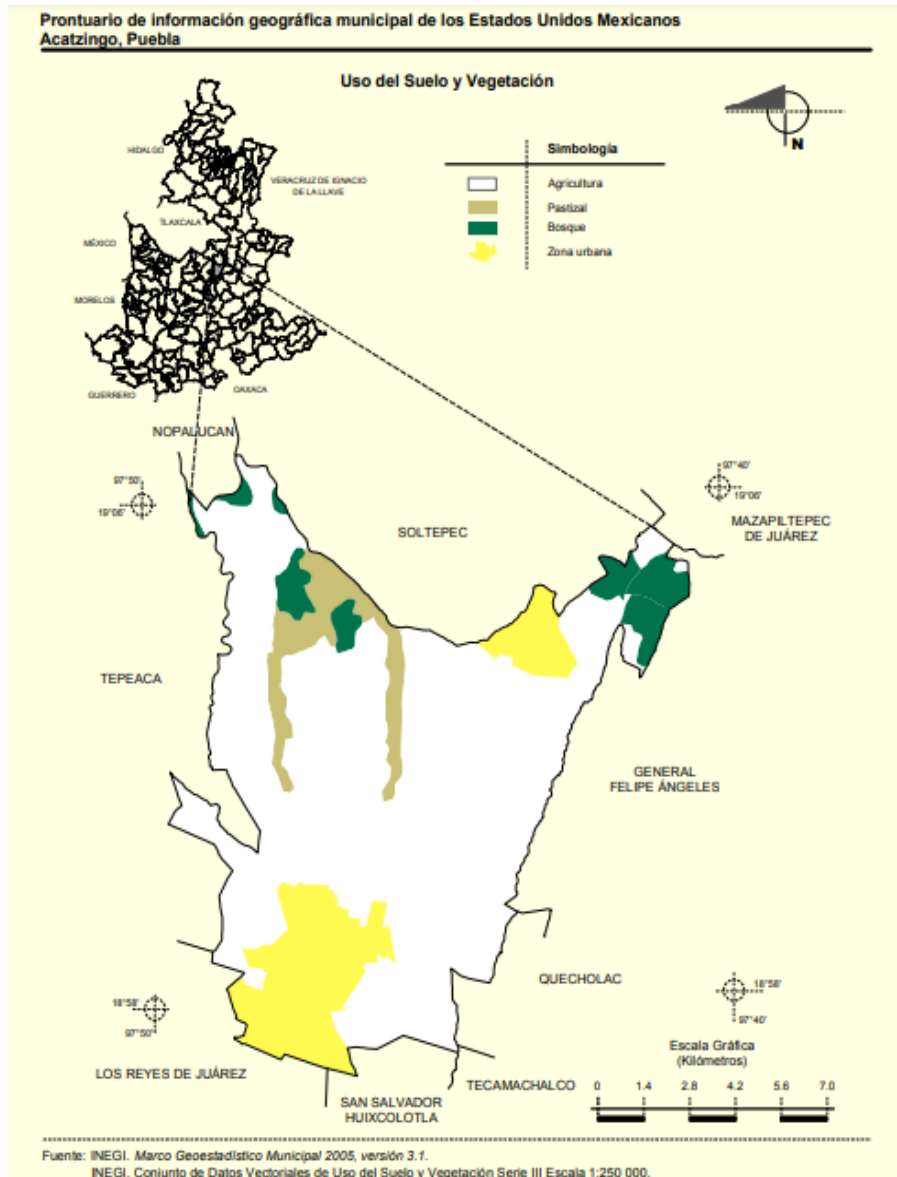 Prontuario de información geográfica municipal de los Estados Unidos Mexicanos
Acatzingo, Puebla
Uso del Suelo y Vegetación
N
Simbología
Agricultura
Pastizal
Bosque
Zona urbana
HIDALGO
VERACRUZ DE IGNACIO
DE LA LLAVE
TLAXCALA
MÉXICO
MORELOS
GUERRERO
OAXACA
NOPALUCAN
97°50'
19°06'
97°40'
19°06'
SOLTEPEC
MAZAPILTEPEC
DE JUÁREZ
TEPEACA
GENERAL
FELIPE ÁNGELES
QUECHOLAC
18°58'
97°50'
18°58'
97°40'
LOS REYES DE JUÁREZ
SAN SALVADOR
HUIXCOLOTLA
TECAMACHALCO
Escala Gráfica
(Kilómetros)
0 1.4 2.8 4.2 5.6 7.0
Fuente: INEGI. Marco Geoestadístico Municipal 2005, versión 3.1.
INEGI. Conjunto de Datos Vectoriales de Uso del Suelo y Vegetación Serie III Escala 1:250 000.